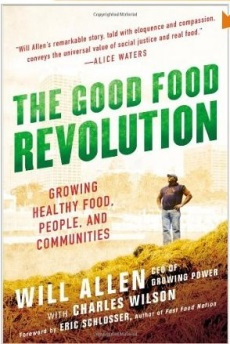 "Will Allen's remarkable story, told with eloquence and compassion,
conveys the universal value of social justice and real food."
—ALICE WATERS
THE GOOD FOOD
REVOLUTION
GROWING
HEALTHY FOOD,
PEOPLE, AND
COMMUNITIES
WILL ALLEN CEO OF
GROWING POWER
WITH CHARLES WILSON
Foreword by ERIC SCHLOSSER, Author of Fast Food Nation